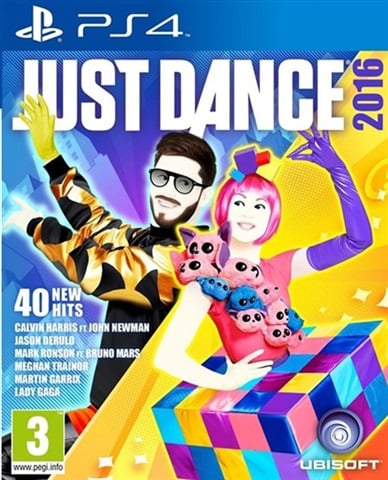 PS4
JUST DANCE 2016
40 NEW HITS
CALVIN HARRIS FT. JOHN NEWMAN
JASON DERULO
MARK RONSON FT. BRUNO MARS
MEGHAN TRAINOR
MARTIN GARRIX
LADY GAGA
3
www.pegi.info
UBISOFT